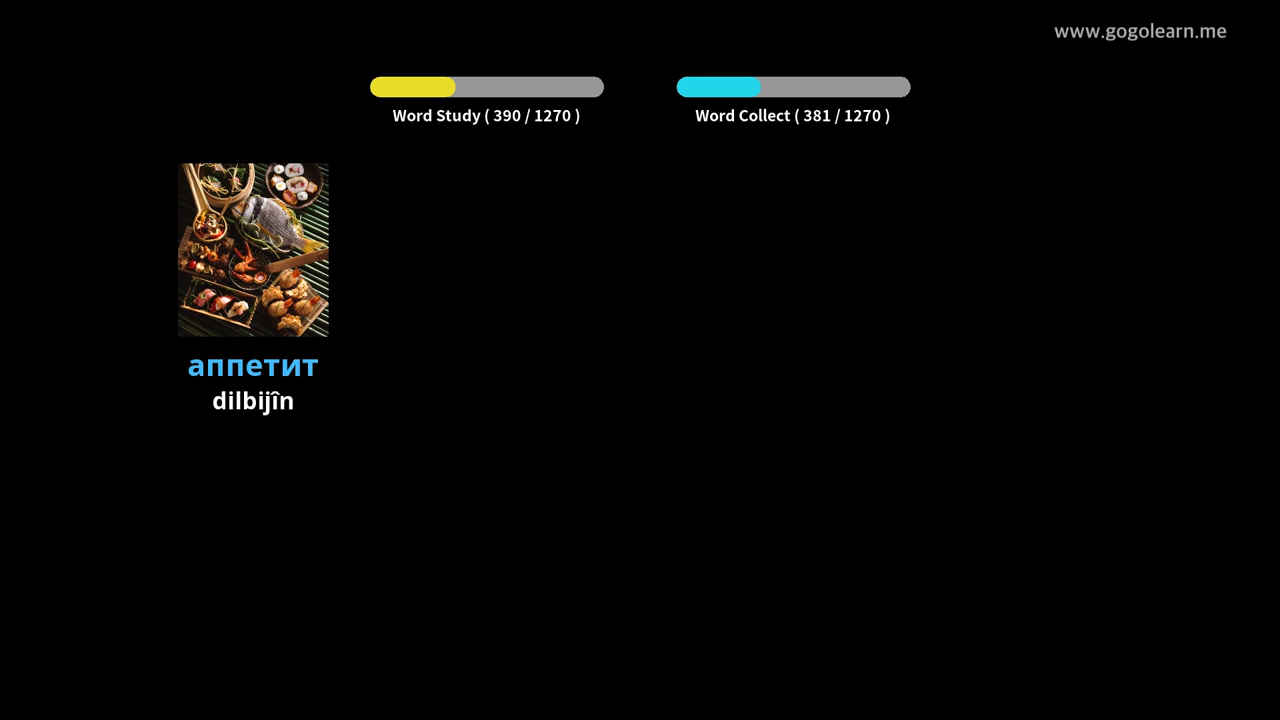 www.gogolearn.me
Word Study ( 390 / 1270 )
Word Collect ( 381 / 1270 )
аппетит
dilbijîn